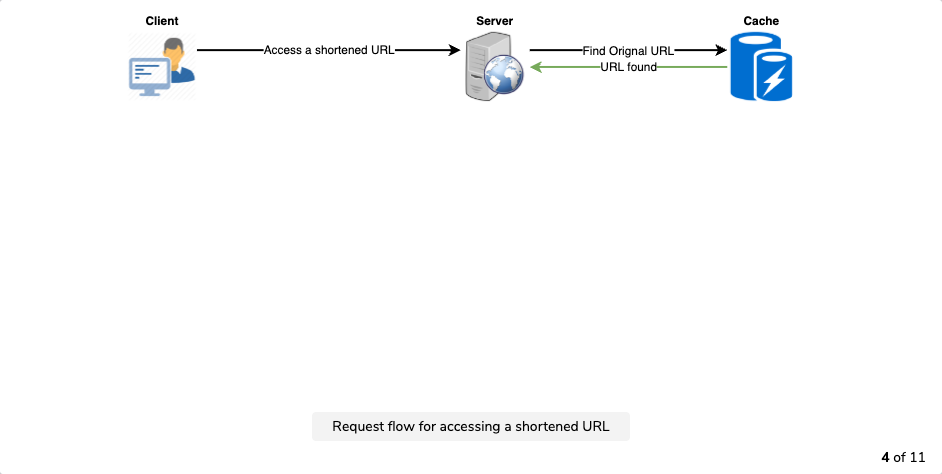 Client
Server
Cache
Access a shortened URL
Find Orignal URL
URL found
Request flow for accessing a shortened URL
4 of 11